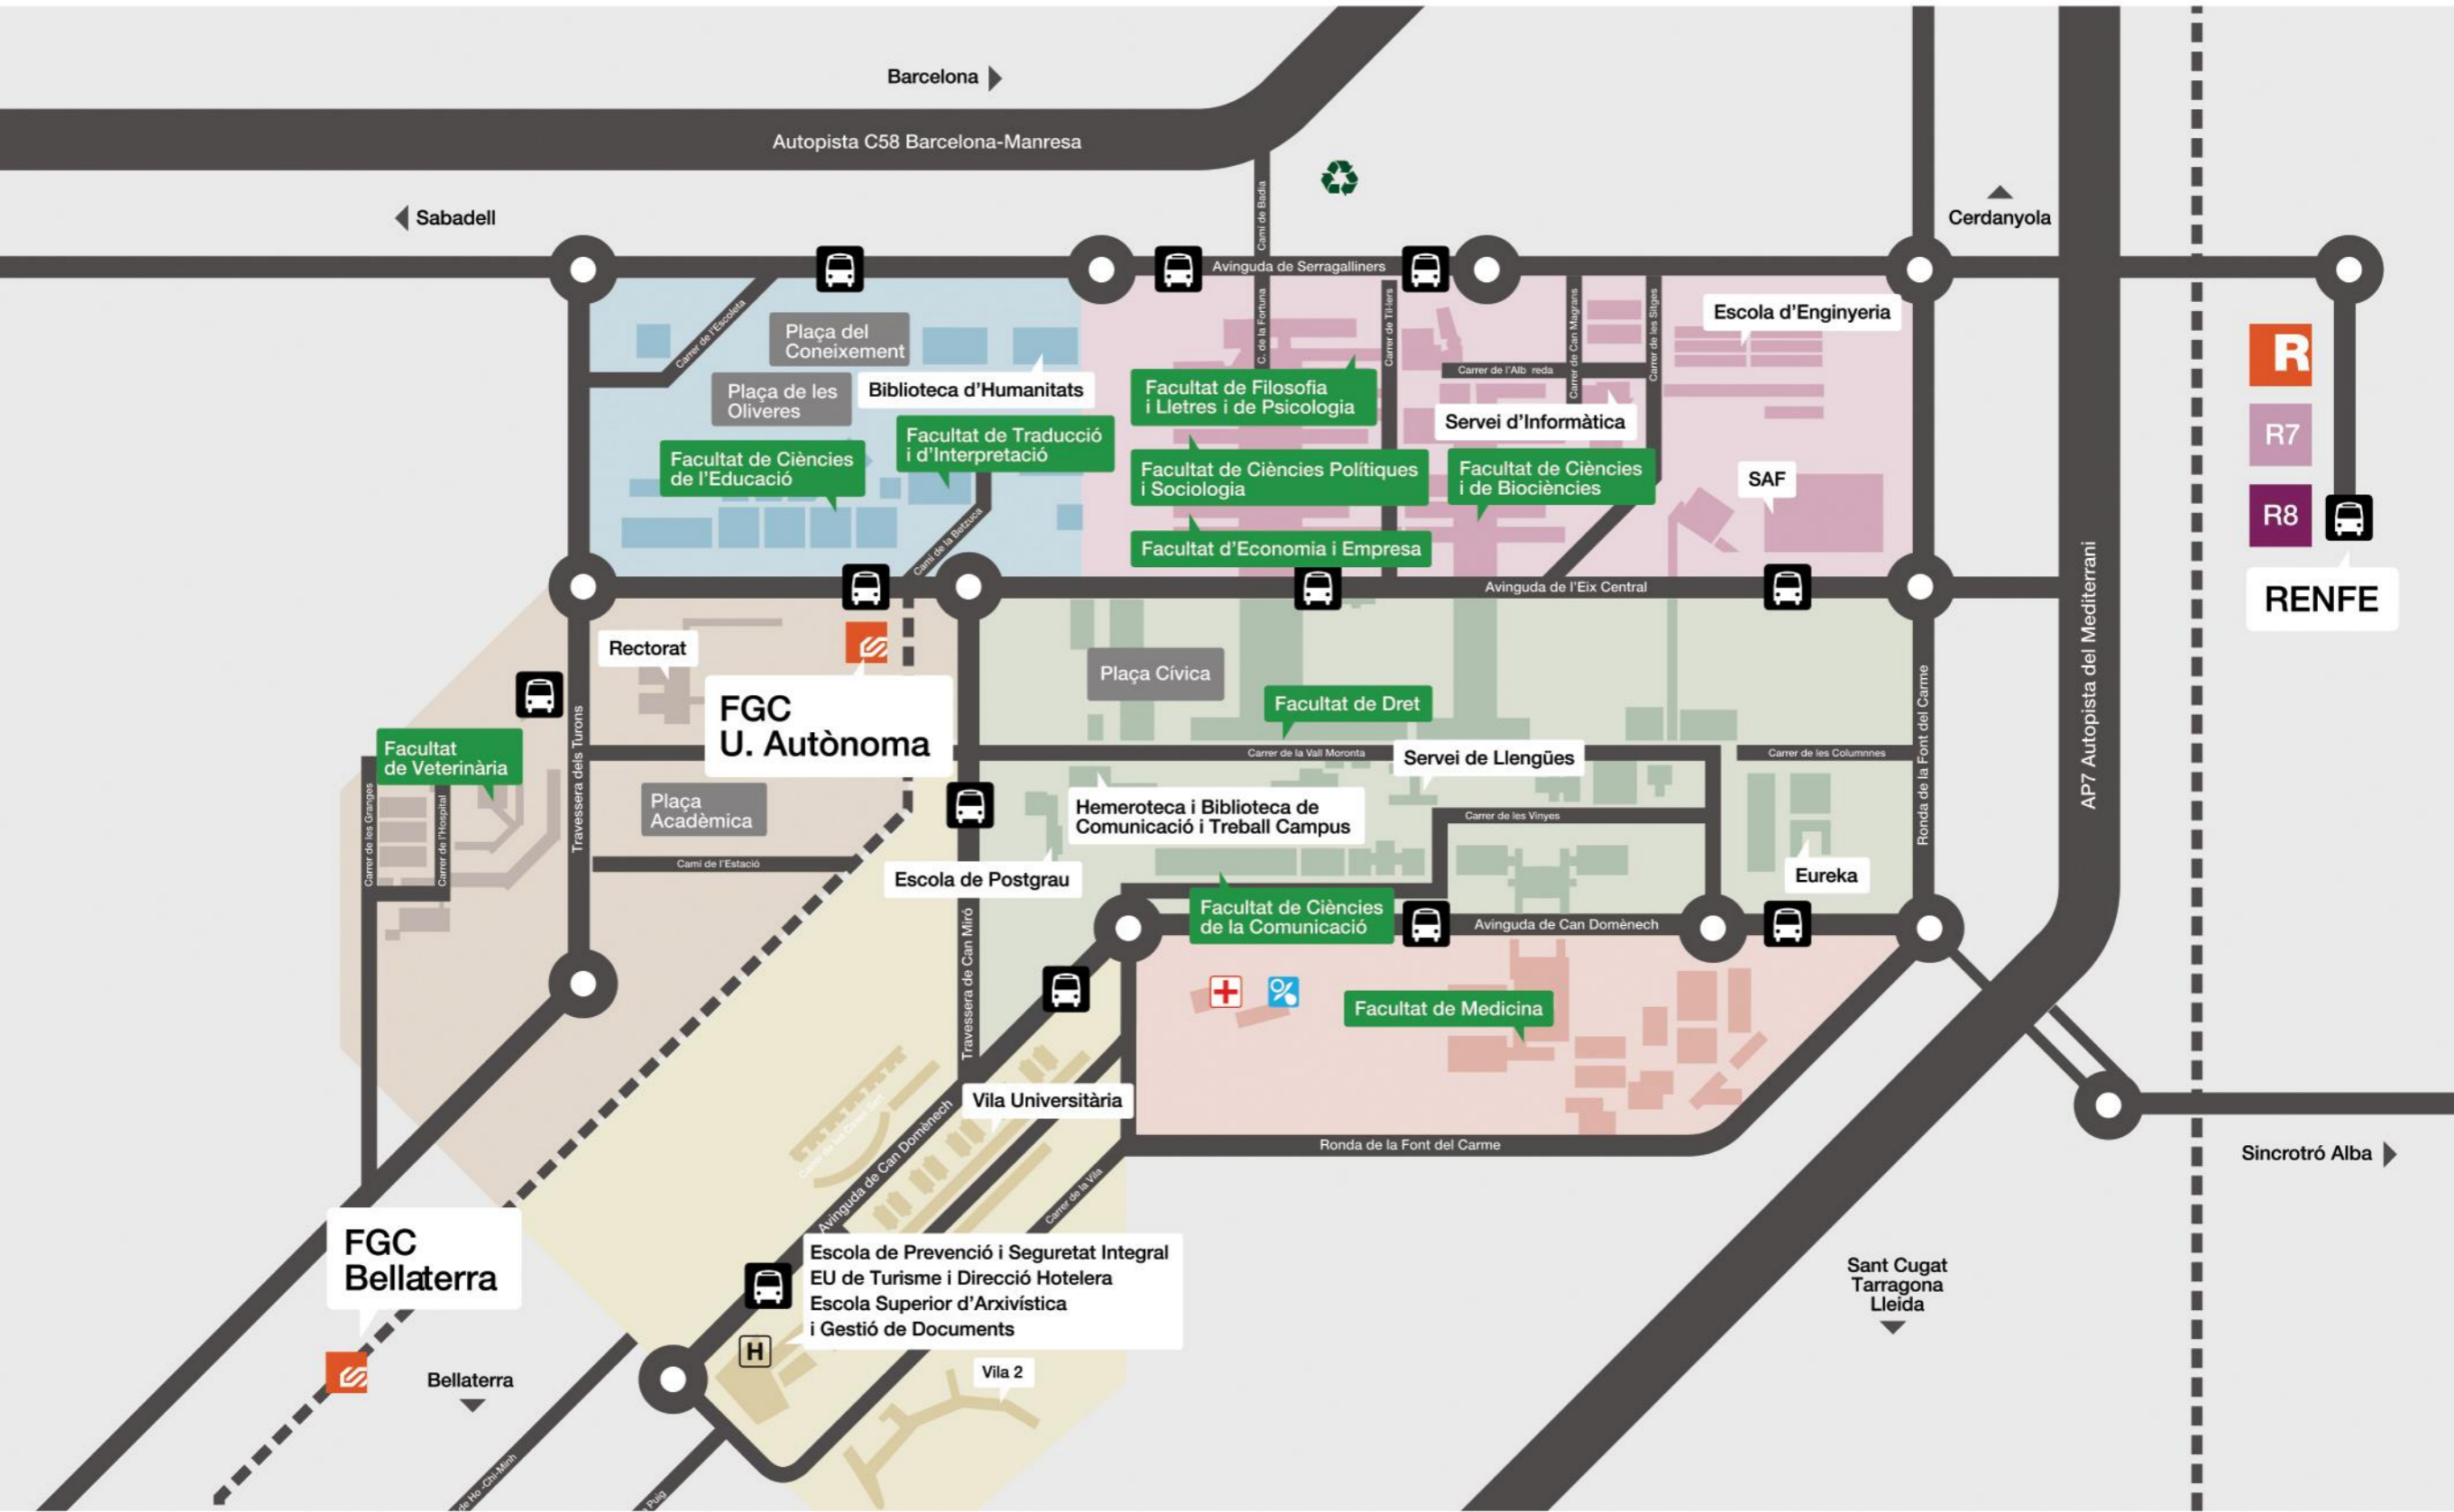 Barcelona
Autopista C58 Barcelona-Manresa
Sabadell
Camí de Badia
Cerdanyola
Avinguda de Serragalliners
Carrer de l'Escoleta
Plaça del
Coneixement
C. de la Fortuna
Carrer de Til·lers
Carrer de Can Magrans
Carrer de les Sitges
Escola d'Enginyeria
R
Plaça de les
Oliveres
Biblioteca d'Humanitats
Facultat de Filosofia
i Lletres i de Psicologia
Carrer de l'Alb reda
Servei d'Informàtica
R7
Facultat de Traducció
i d'Interpretació
Facultat de Ciències
de l'Educació
Facultat de Ciències Polítiques
i Sociologia
Facultat de Ciències
i de Biociències
SAF
R8
Camí de la Betzuca
Facultat d'Economia i Empresa
Avinguda de l'Eix Central
RENFE
Rectorat
FGC
U. Autònoma
Plaça Cívica
Facultat de Dret
Ronda de la Font del Carme
AP7 Autopista del Mediterrani
Facultat
de Veterinària
Travessera dels Turons
Carrer de la Vall Moronta
Servei de Llengües
Carrer de les Columnnes
Carrer de les Granges
Carrer de l'Hospital
Plaça
Acadèmica
Hemeroteca i Biblioteca de
Comunicació i Treball Campus
Carrer de les Vinyes
Camí de l'Estació
Escola de Postgrau
Eureka
Facultat de Ciències
de la Comunicació
Avinguda de Can Domènech
Travessera de Can Miró
Facultat de Medicina
Vila Universitària
Avinguda de Can Domènech
Ronda de la Font del Carme
Sincrotró Alba
Carrer de la Vila
FGC
Bellaterra
Escola de Prevenció i Seguretat Integral
EU de Turisme i Direcció Hotelera
Escola Superior d'Arxivística
i Gestió de Documents
H
Sant Cugat
Tarragona
Lleida
Vila 2
Bellaterra
de Ho-Chi-Minh
Puig